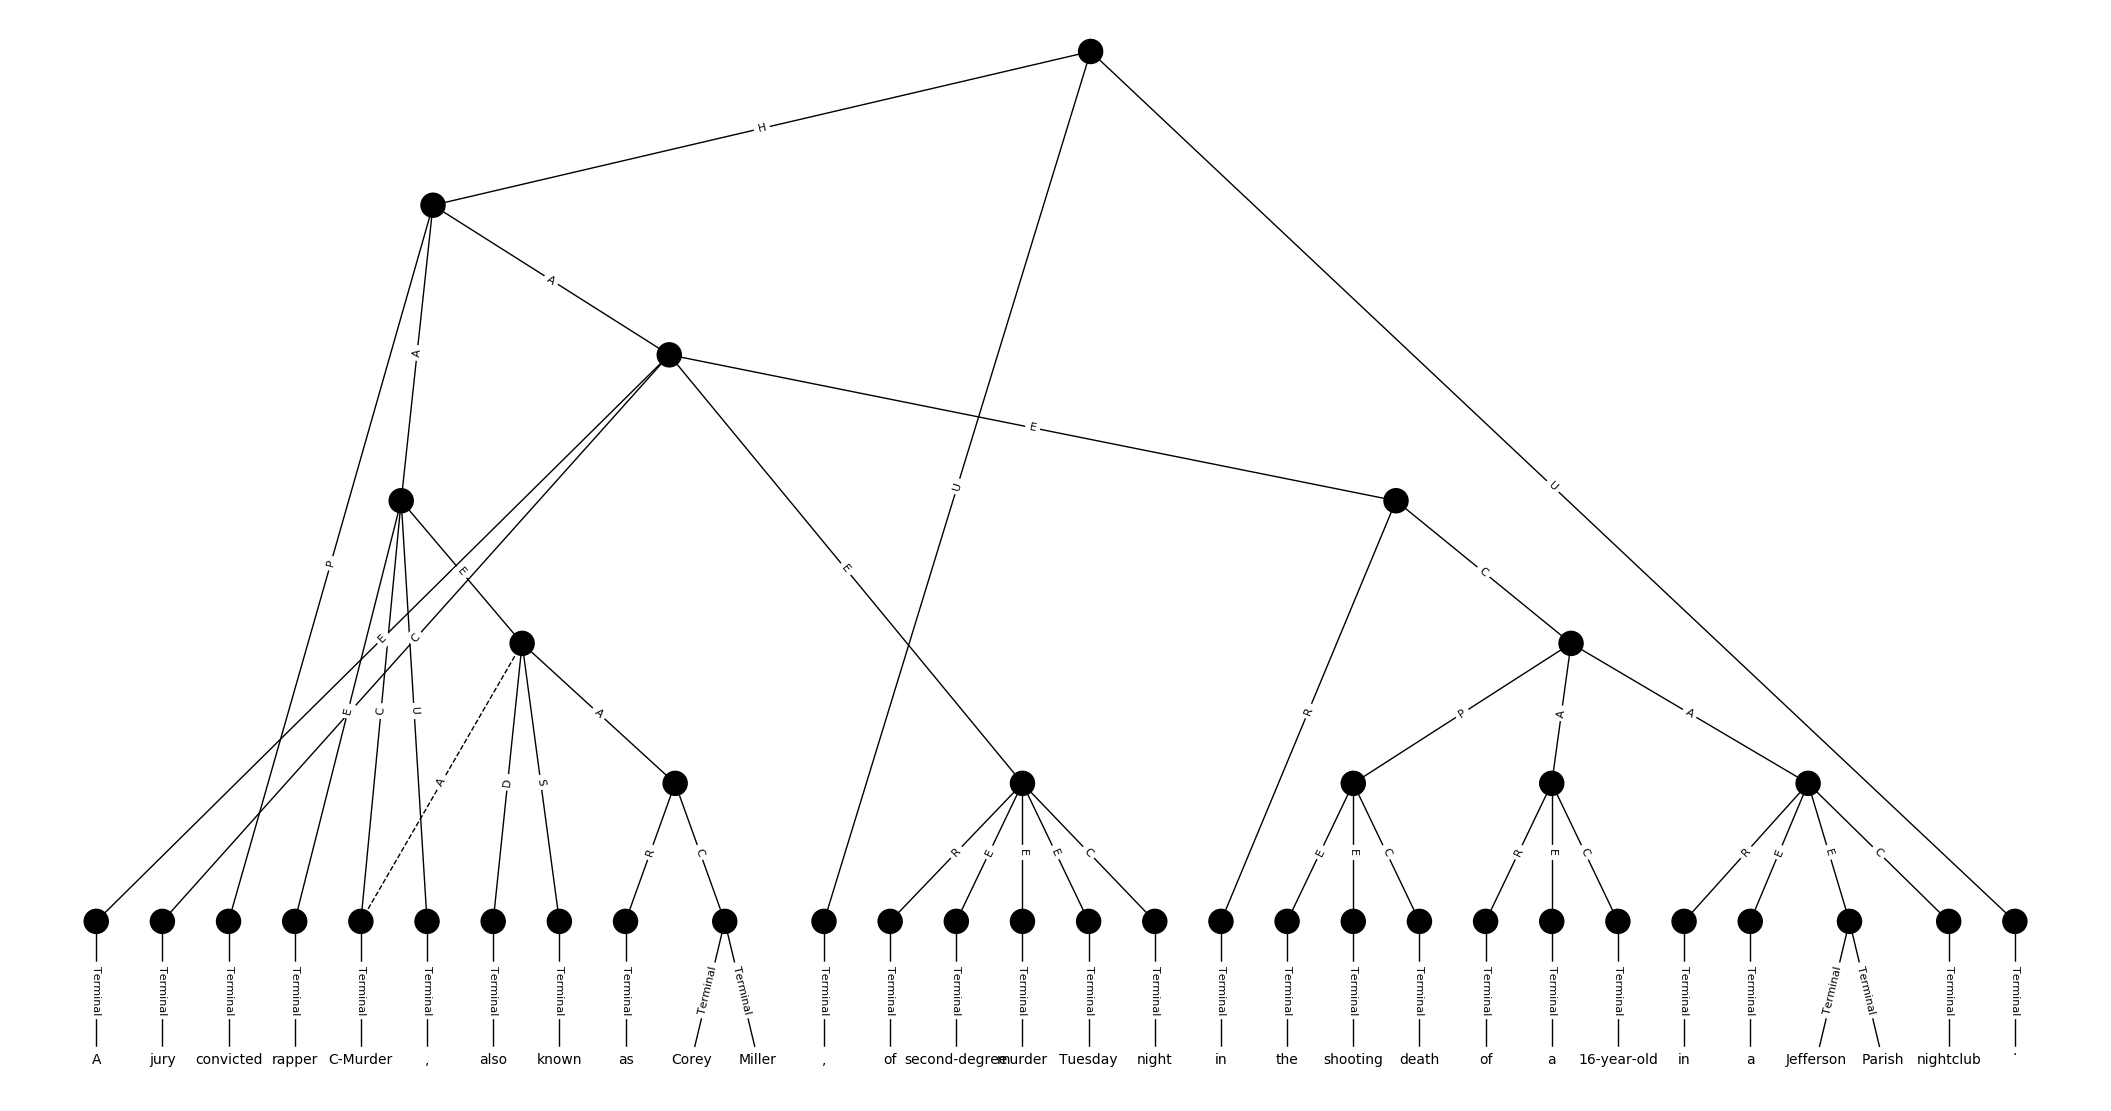 H
A
A
E
P
U
U
E
E
C
E
C
E
C
U
R
A
D
S
A
P
A
A
R
C
R
E
E
E
C
E
E
C
R
E
C
R
E
E
C
Terminal Terminal Terminal Terminal Terminal Terminal Terminal Terminal Terminal Terminal Terminal Terminal Terminal Terminal Terminal Terminal Terminal Terminal Terminal Terminal Terminal Terminal Terminal Terminal Terminal Terminal Terminal Terminal Terminal Terminal
A jury convicted rapper C-Murder , also known as Corey Miller , of second-degree murder Tuesday night in the shooting death of a 16-year-old in a Jefferson Parish nightclub .